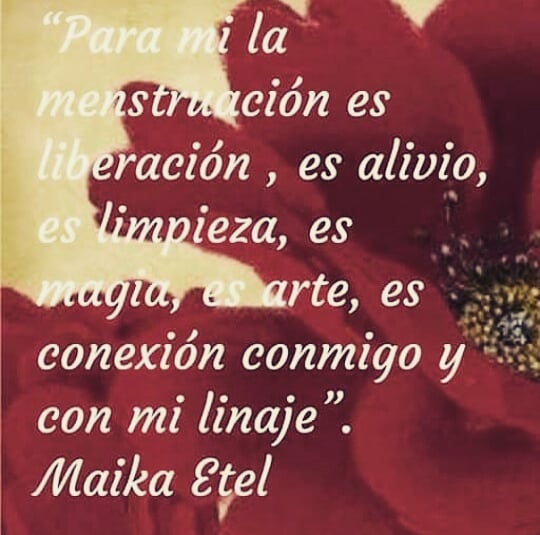 “Para mi la
menstruación es
liberación , es alivio,
es limpieza, es
magia, es arte, es
conexión conmigo y
con mi linaje”.
Maika Etel